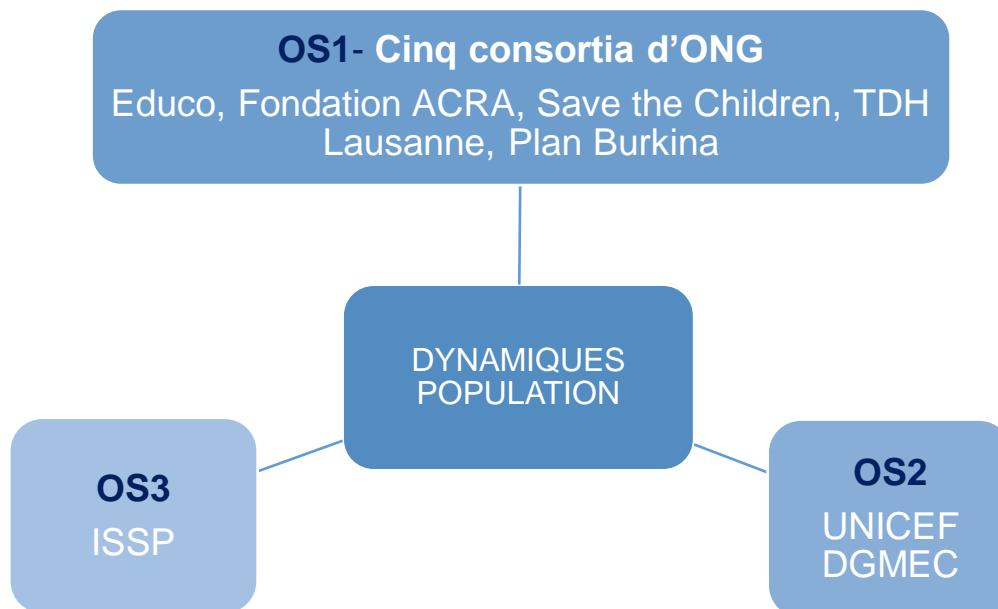 OS1- Cinq consortia d’ONG
Educo, Fondation ACRA, Save the Children, TDH
Lausanne, Plan Burkina
DYNAMIQUES
POPULATION
OS3
ISSP
OS2
UNICEF
DGMEC